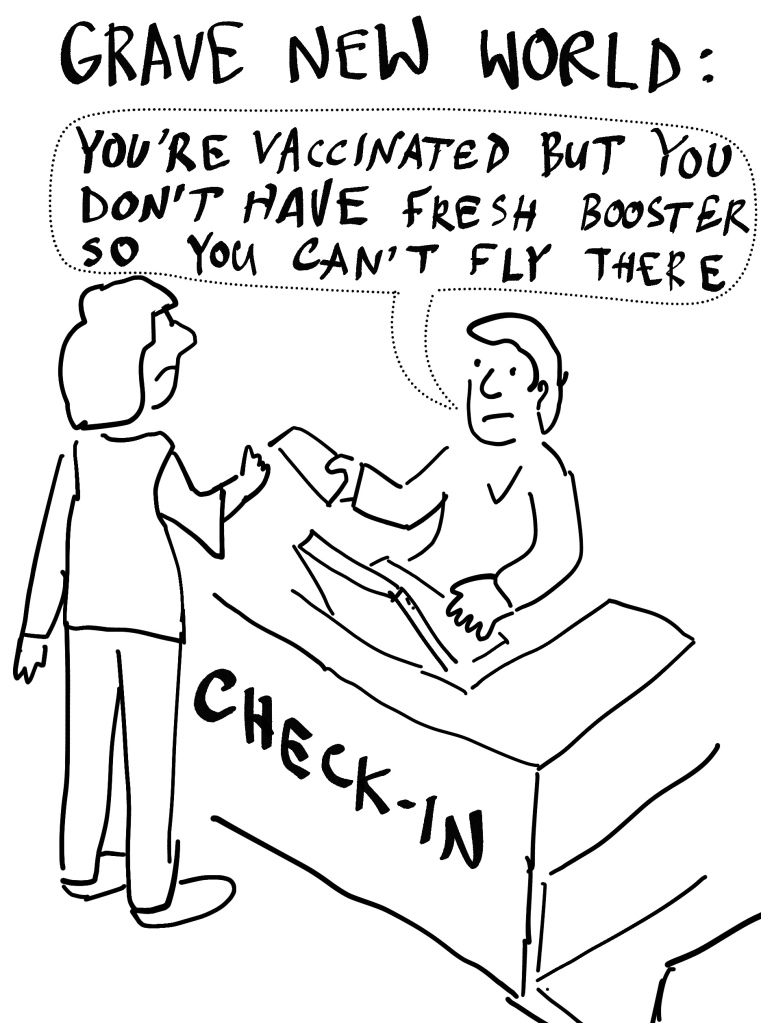 GRAVE NEW WORLD:
YOU'RE VACCINATED BUT YOU
DON'T HAVE FRESH BOOSTER
SO YOU CAN'T FLY THERE
CHECK-IN